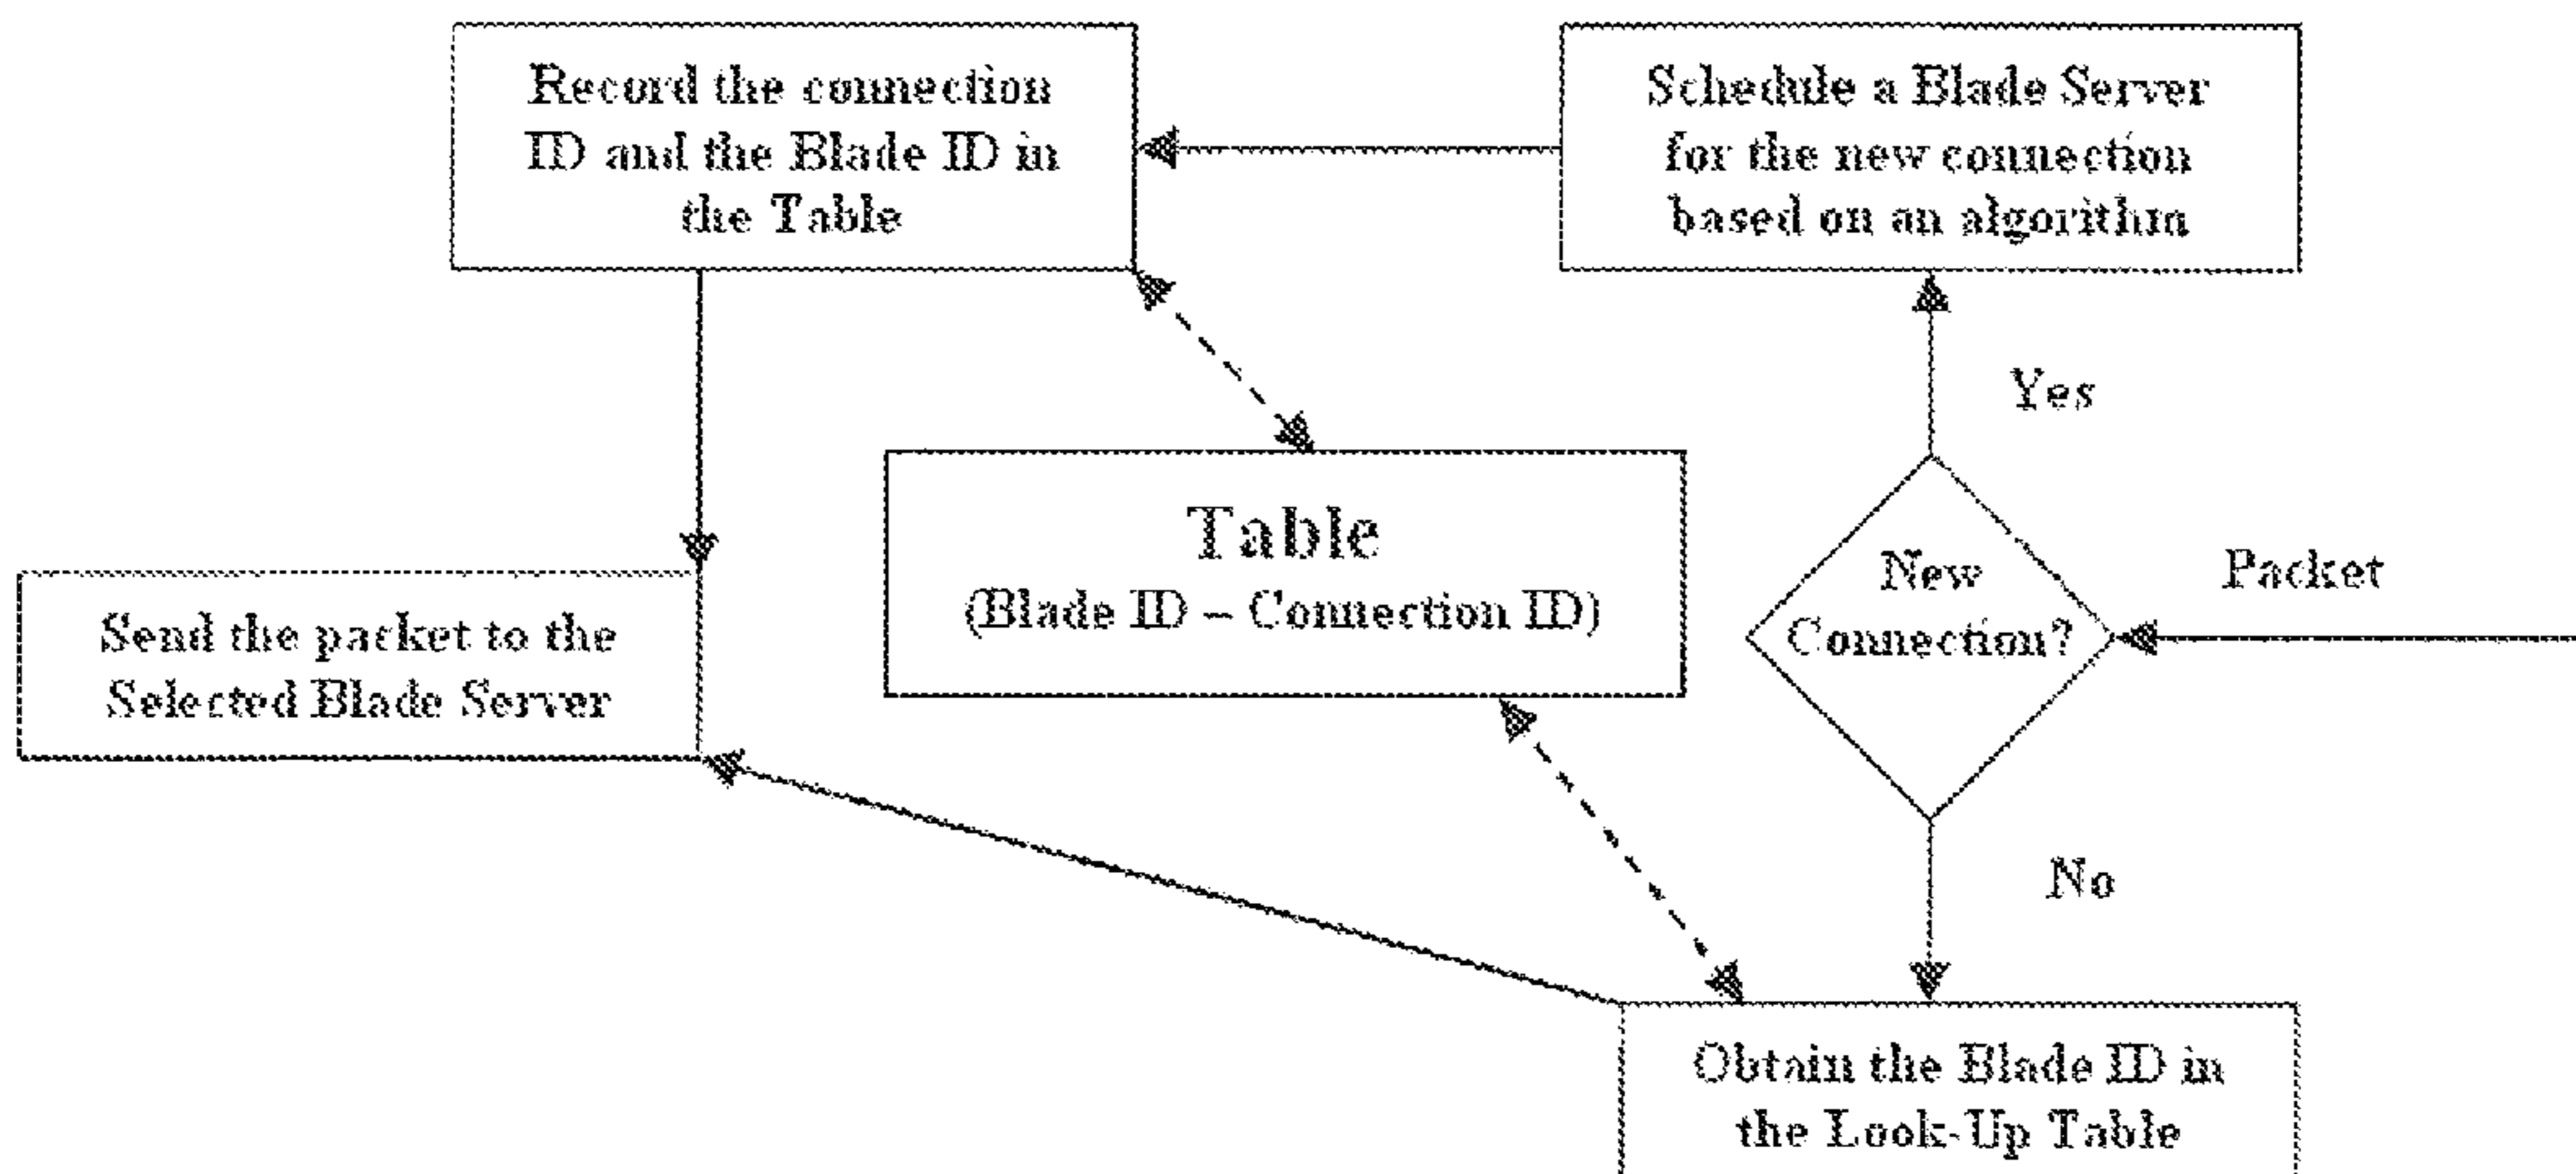 Record the connection
ID and the Blade ID in
the Table
Schedule a Blade Server
for the new connection
based on an algorithm
Yes
Table
(Blade ID – Connection ID)
New
Connection?
Packet
Send the packet to the
Selected Blade Server
No
Obtain the Blade ID in
the Look-Up Table